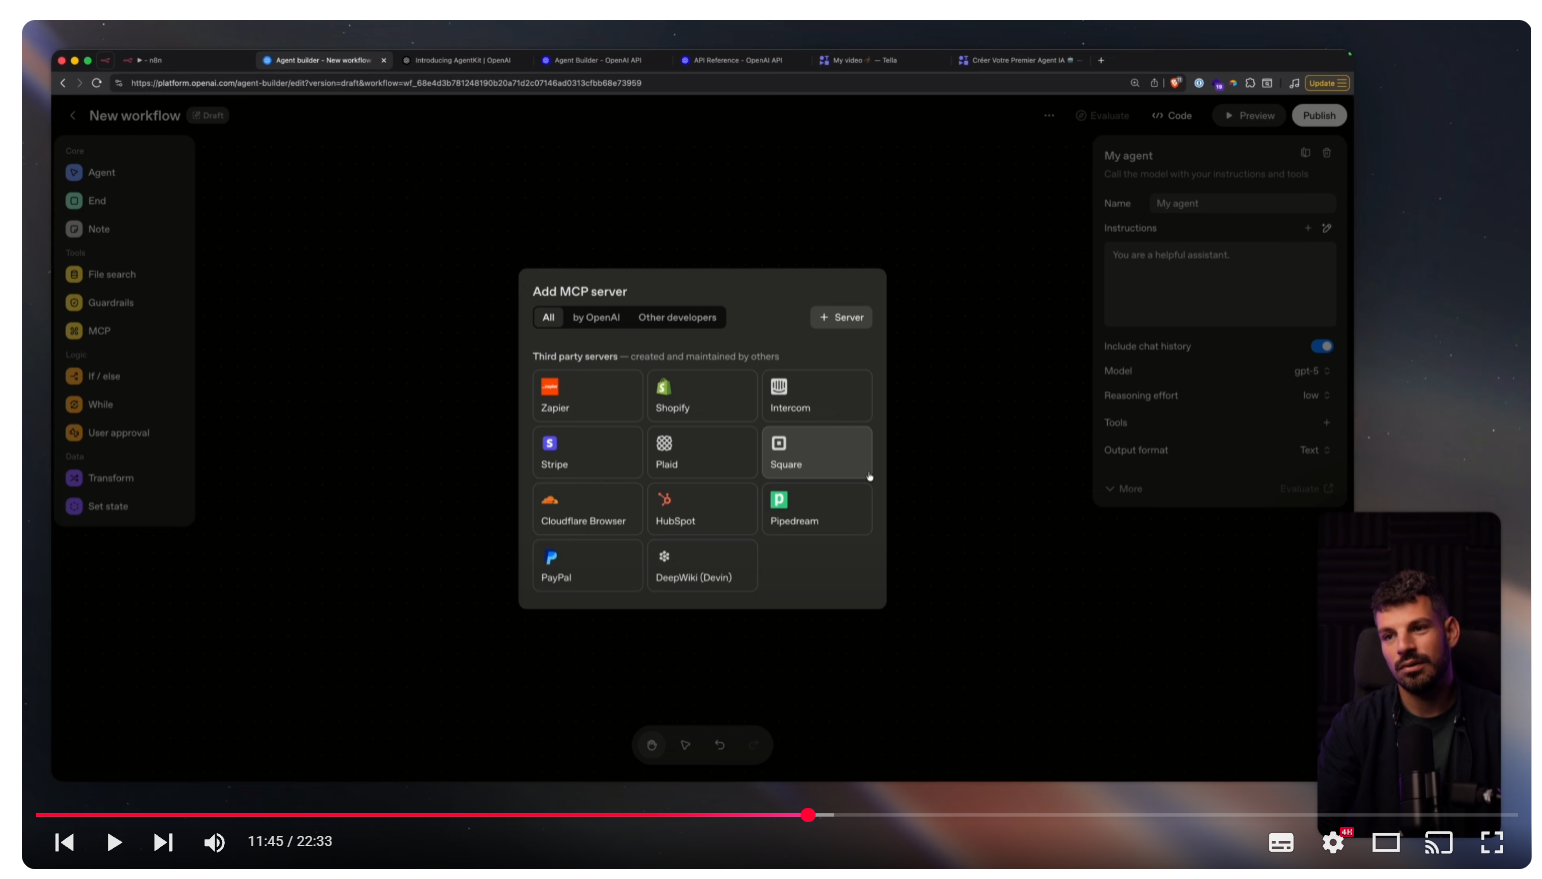 n8n
Agent builder - New workflow
Introducing AgentKit | OpenAI
Agent Builder - OpenAI API
API Reference - OpenAI API
My video ⚡ — Tella
Créer Votre Premier Agent IA
https://platform.openai.com/agent-builder/edit?version=draft&workflow=wf_68e4d3b781248190b20a71d2c07146ad0313cfbb68e73959
19
Update
New workflow
Draft
Evaluate
Code
Preview
Publish
Core
Agent
End
Note
Tools
File search
Guardrails
MCP
Logic
If / else
While
User approval
Data
Transform
Set state
Add MCP server
All
by OpenAI
Other developers
+ Server
Third party servers — created and maintained by others
Zapier
Shopify
Intercom
Stripe
Plaid
Square
Cloudflare Browser
HubSpot
Pipedream
PayPal
DeepWiki (Devin)
My agent
Call the model with your instructions and tools
Name
My agent
Instructions
You are a helpful assistant.
Include chat history
Model
gpt-5
Reasoning effort
low
Tools
Output format
Text
More
Evaluate
11:45 / 22:33